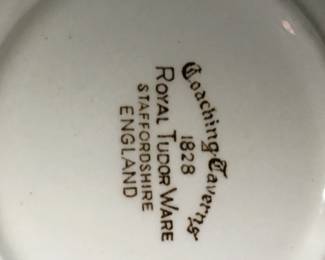 Coaching Taverns
1828
ROYAL TUDOR WARE
STAFFORDSHIRE
ENGLAND